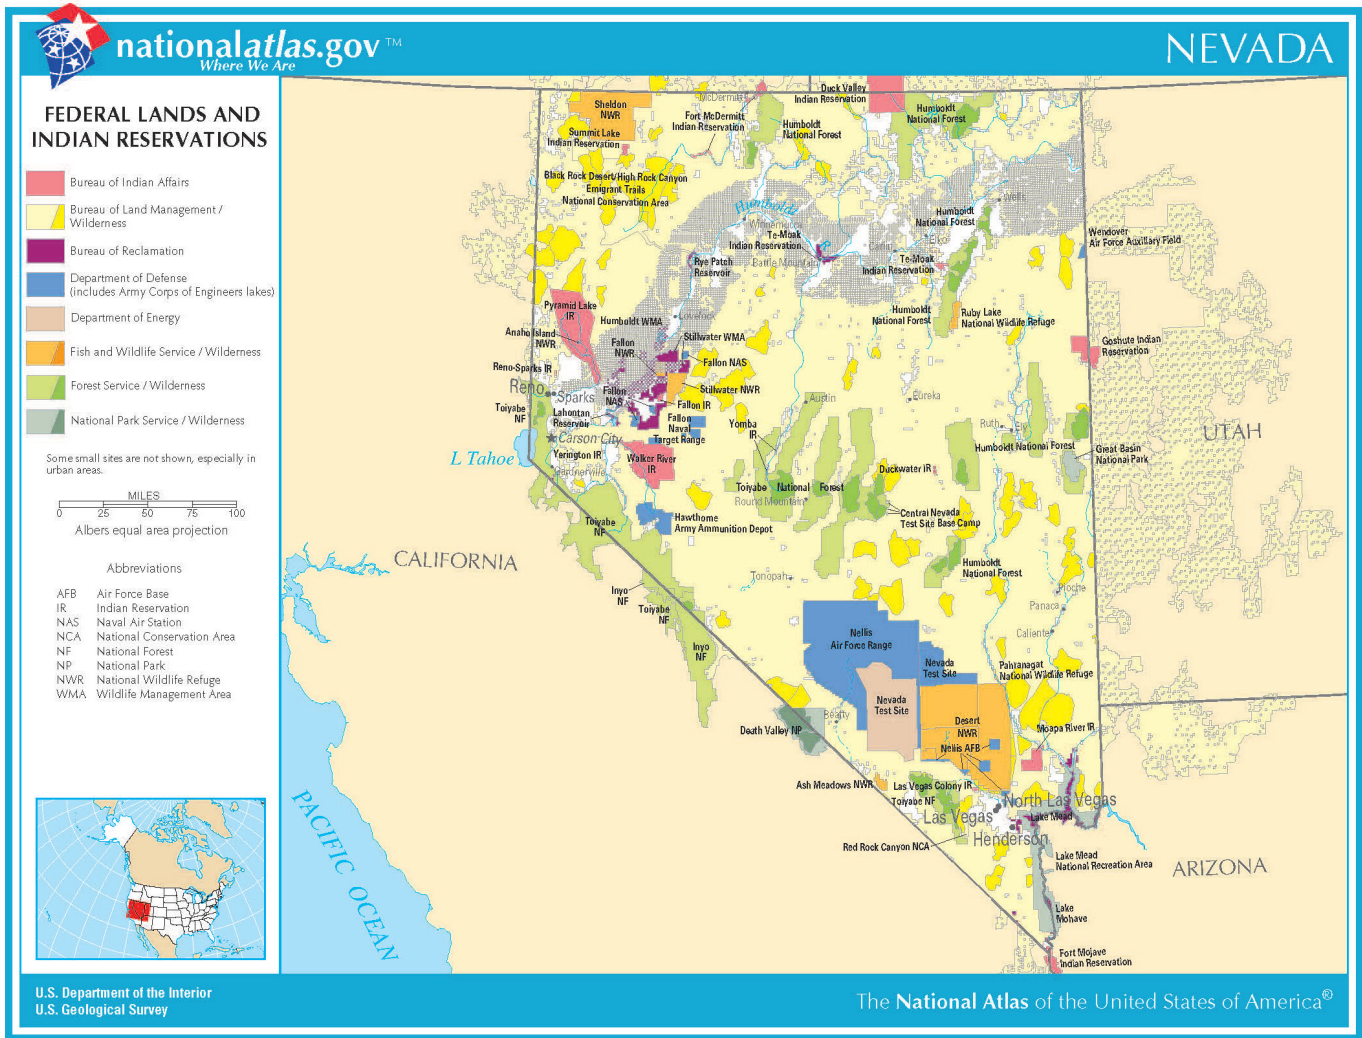 nationalatlas.gov TM
Where We Are
NEVADA
FEDERAL LANDS AND
INDIAN RESERVATIONS
Bureau of Indian Affairs
Bureau of Land Management /
Wilderness
Bureau of Reclamation
Department of Defense
(includes Army Corps of Engineers lakes)
Department of Energy
Fish and Wildlife Service / Wilderness
Forest Service / Wilderness
National Park Service / Wilderness
Some small sites are not shown, especially in
urban areas.
MILES
0 25 50 75 100
Albers equal area projection
Abbreviations
AFB Air Force Base
IR Indian Reservation
NAS Naval Air Station
NCA National Conservation Area
NF National Forest
NP National Park
NWR National Wildlife Refuge
WMA Wildlife Management Area
Sheldon
NWR
Summit Lake
Indian Reservation
McDermitt
Fort McDermitt
Indian Reservation
Duck Valley
Indian Reservation
Humboldt
National Forest
Humboldt
National Forest
Black Rock Desert/High Rock Canyon
Emigrant Trails
National Conservation Area
Humboldt
Winnemucca
Te-Moak
Indian Reservation
Battle Mountain
Rye Patch
Reservoir
Wells
Humboldt
National Forest
Elko
Carlin
Te-Moak
Indian Reservation
Wendover
Air Force Auxiliary Field
Pyramid Lake
IR
Humboldt WMA
Lovelock
Anaho Island
NWR
Fallon
NWR
Stillwater WMA
Fallon NAS
Humboldt
National Forest
Ruby Lake
National Wildlife Refuge
Goshute Indian
Reservation
Reno-Sparks IR
Reno
Sparks
Fallon
NAS
Stillwater NWR
Fallon IR
Toiyabe
NF
Lahontan
Reservoir
Fallon
Naval
Target Range
Carson City
Yomba
IR
Austin
Eureka
Ruth
Ely
Humboldt National Forest
Great Basin
National Park
UTAH
L Tahoe
Yerington IR
Gardnerville
Walker River
IR
Duckwater IR
Toiyabe National Forest
Round Mountain
Central Nevada
Test Site Base Camp
Toiyabe
NF
Hawthorne
Army Ammunition Depot
CALIFORNIA
Humboldt
National Forest
Tonopah
Inyo
NF
Toiyabe
NF
Pioche
Panaca
Caliente
Inyo
NF
Nellis
Air Force Range
Nevada
Test Site
Pahranagat
National Wildlife Refuge
Nevada
Test Site
Beatty
Death Valley NP
Desert
NWR
Moapa River IR
Nellis AFB
Ash Meadows NWR
Las Vegas Colony IR
Toiyabe NF
North Las Vegas
Las Vegas
Lake Mead
Henderson
Red Rock Canyon NCA
Lake Mead
National Recreation Area
ARIZONA
Lake
Mohave
Fort Mojave
Indian Reservation
PACIFIC OCEAN
U.S. Department of the Interior
U.S. Geological Survey
The National Atlas of the United States of America®